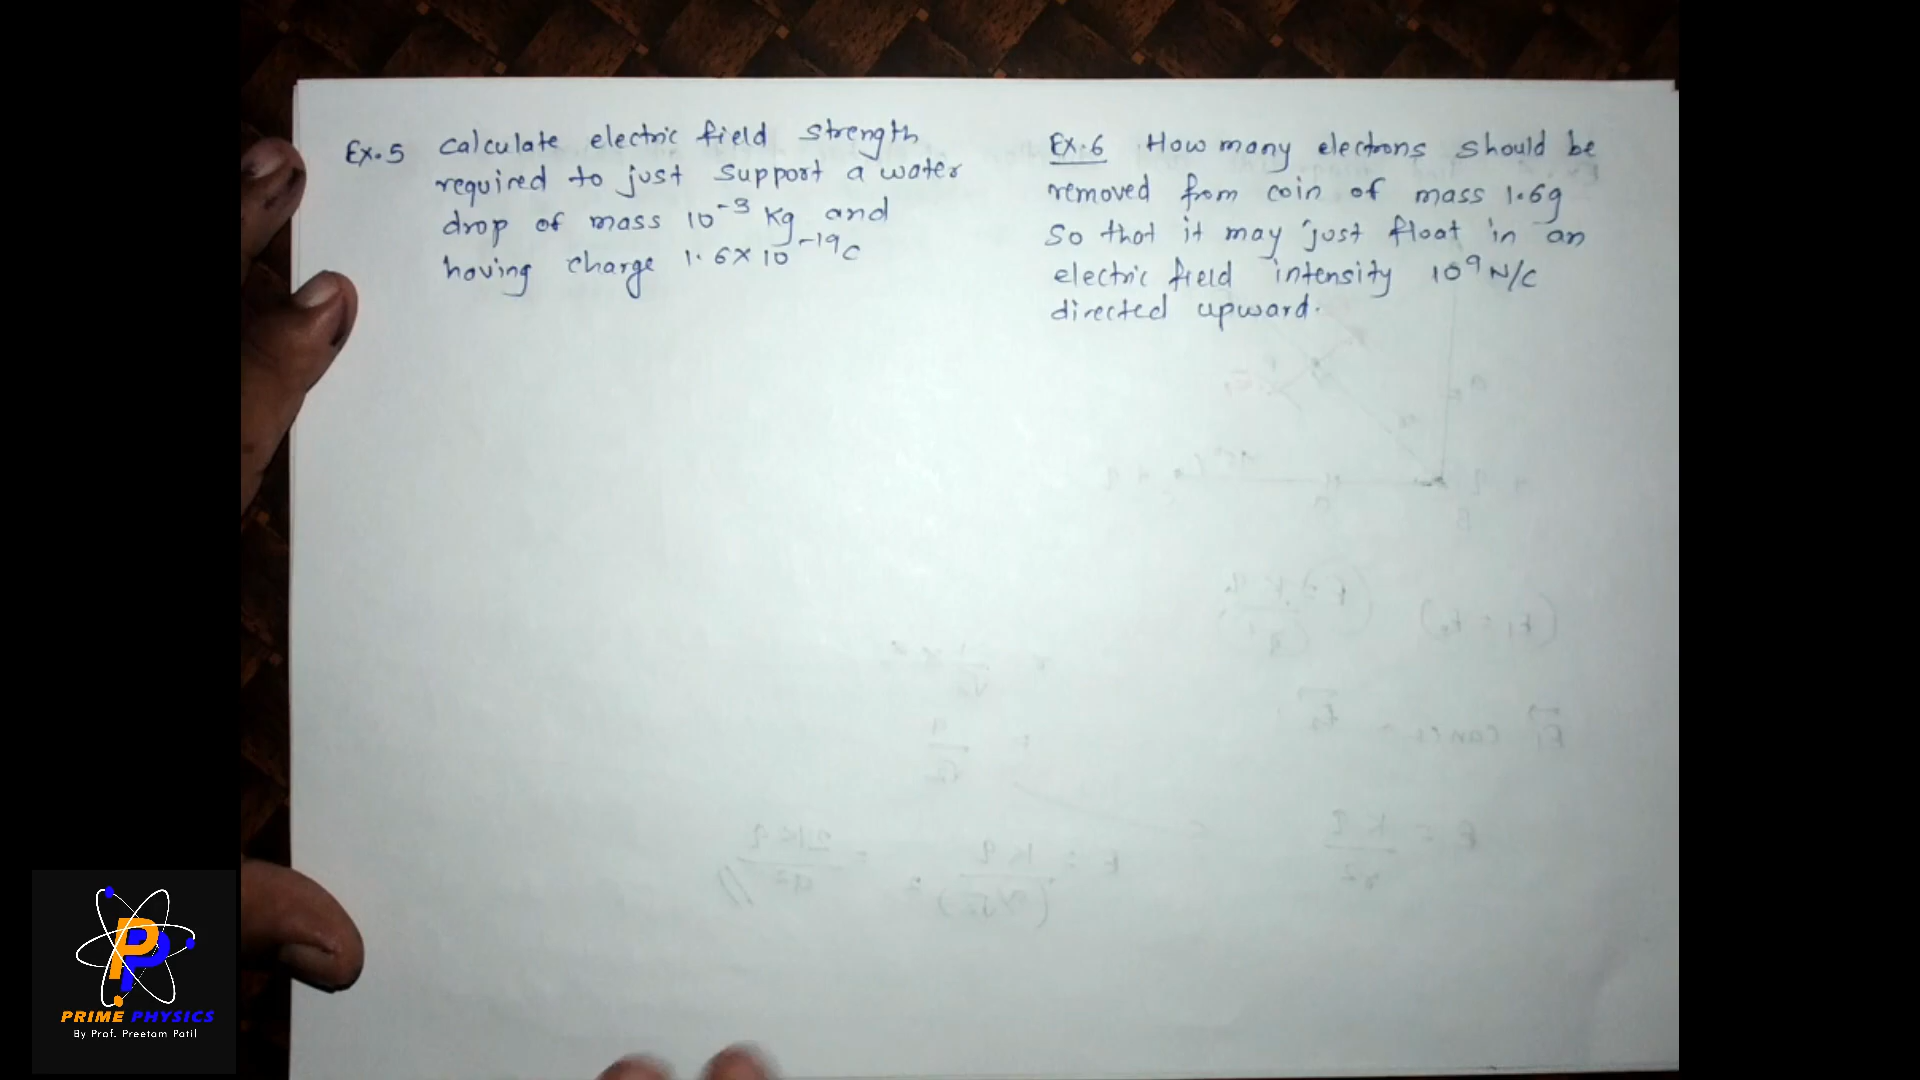 Ex.5 Calculate electric field strength
required to just support a water
drop of mass 10⁻³ kg and
having charge 1.6×10⁻¹⁹C
Ex.6 How many electrons should be
removed from coin of mass 1.6g
So that it may just float in an
electric field intensity 10⁹ N/C
directed upward.
PRIME PHYSICS
By Prof. Preetam Patil